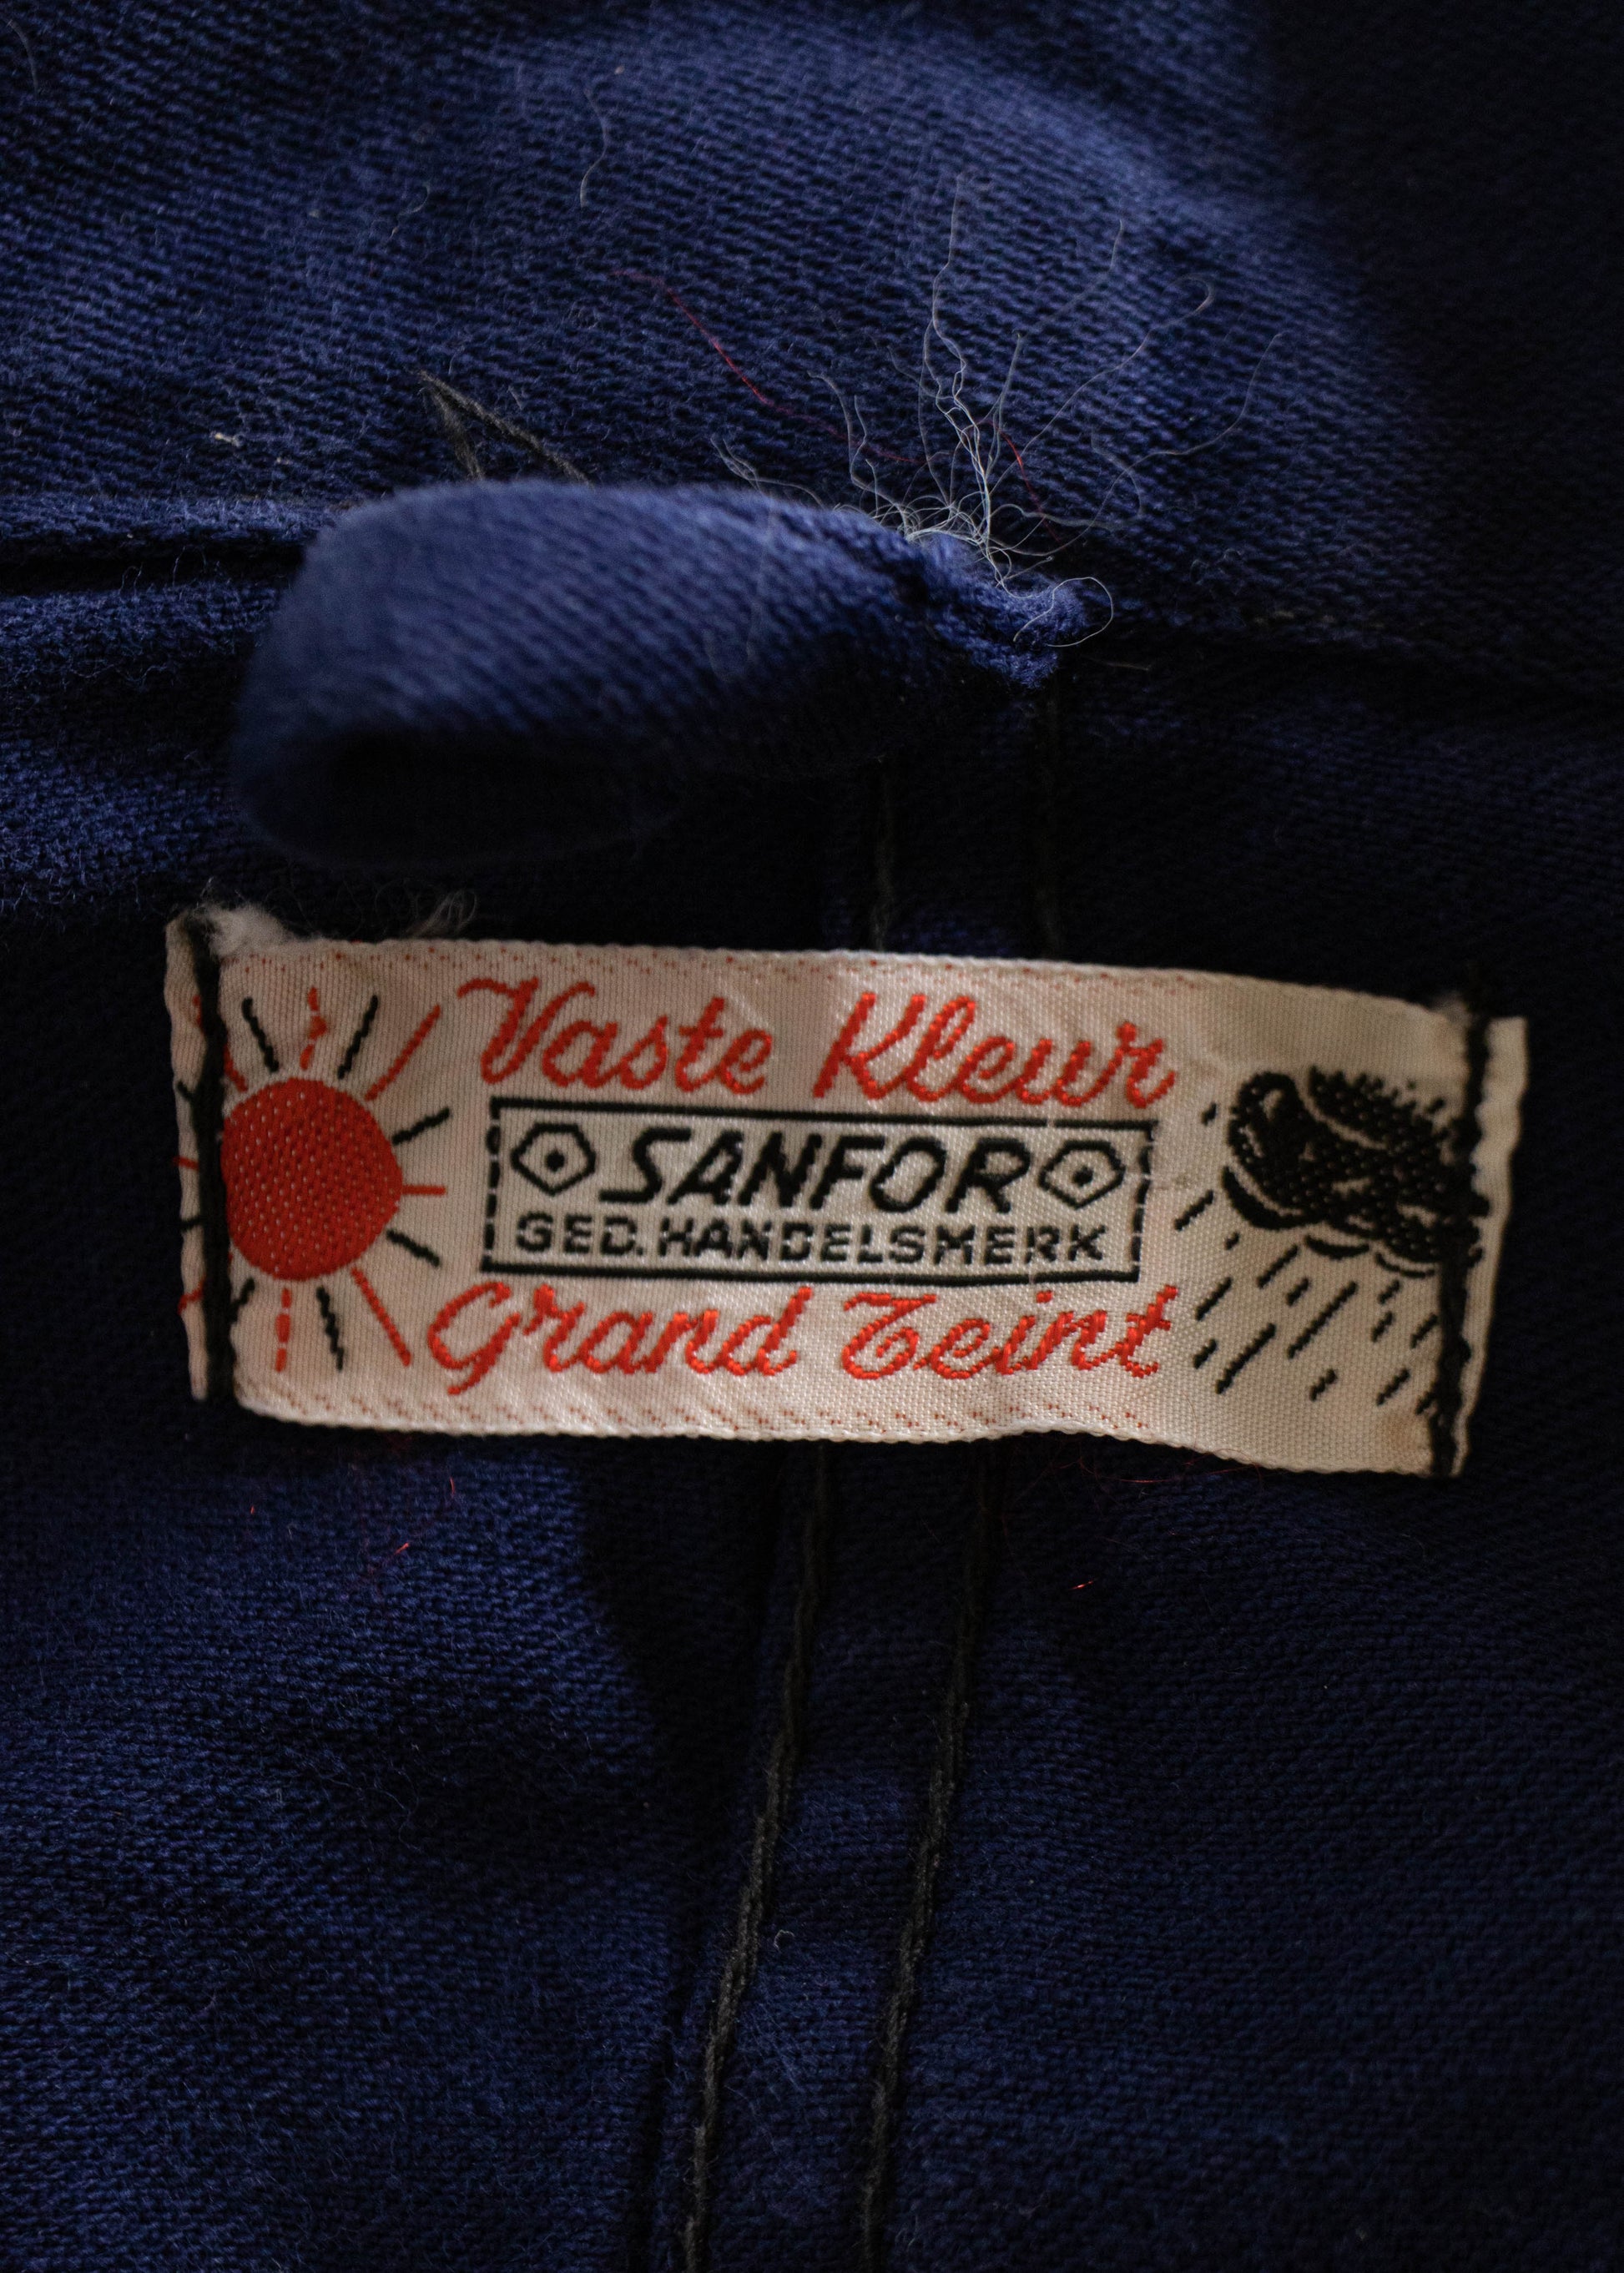 Vaste Kleur
SANFOR
GED. HANDELSMERK
Grand Teint